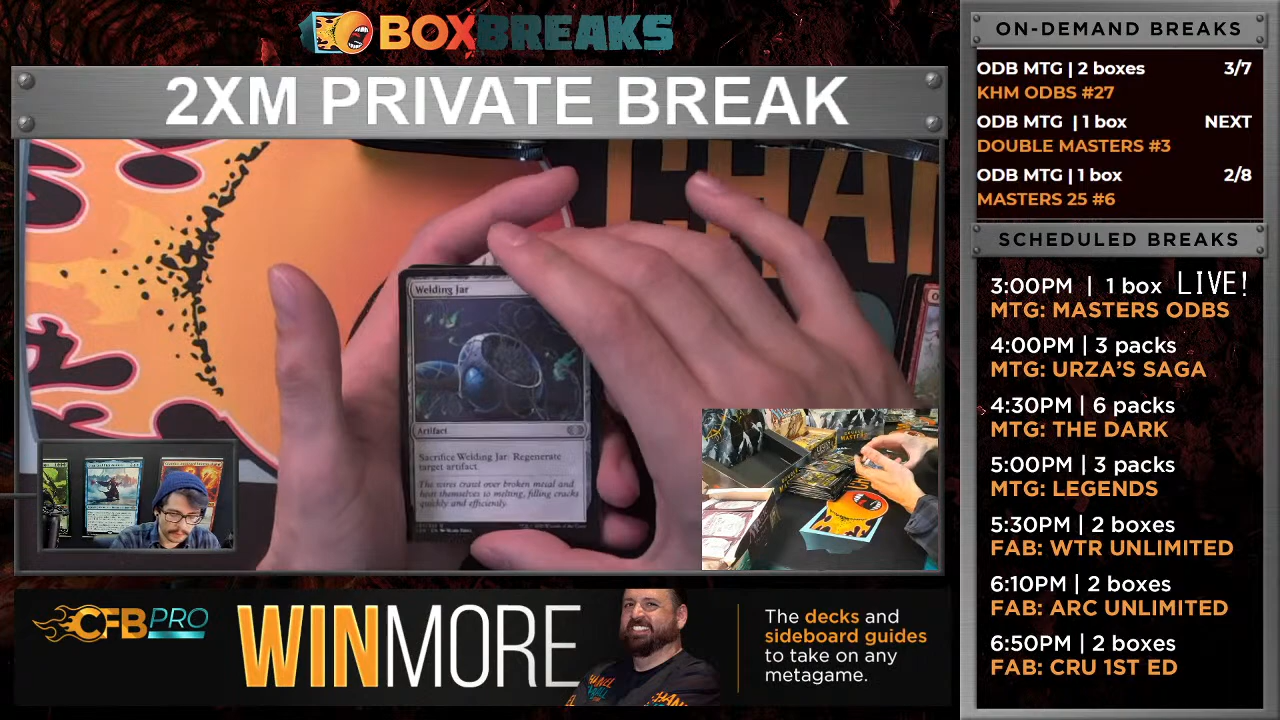 BOXBREAKS
2XM PRIVATE BREAK
CHAN
Welding Jar
Artifact
Sacrifice Welding Jar: Regenerate
target artifact.
The wires crawl over broken metal and
heat themselves to melting, filling cracks
quickly and efficiently.
CFB PRO
WINMORE
The decks and
sideboard guides
to take on any
metagame.
ON-DEMAND BREAKS
ODB MTG | 2 boxes 3/7
KHM ODBS #27
ODB MTG | 1 box NEXT
DOUBLE MASTERS #3
ODB MTG | 1 box 2/8
MASTERS 25 #6
SCHEDULED BREAKS
3:00PM | 1 box LIVE!
MTG: MASTERS ODBS
4:00PM | 3 packs
MTG: URZA'S SAGA
4:30PM | 6 packs
MTG: THE DARK
5:00PM | 3 packs
MTG: LEGENDS
5:30PM | 2 boxes
FAB: WTR UNLIMITED
6:10PM | 2 boxes
FAB: ARC UNLIMITED
6:50PM | 2 boxes
FAB: CRU 1ST ED